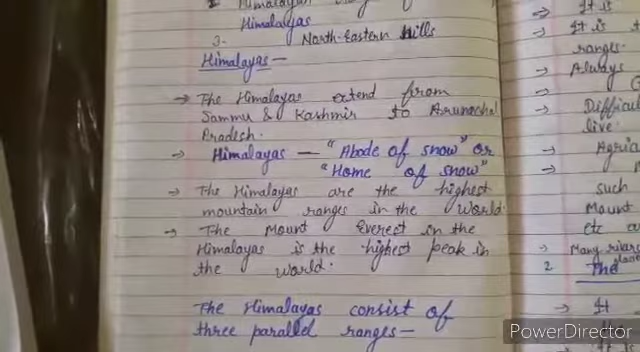 Himalayas
3. North-Eastern Hills
Himalayas —
→ The Himalayas extend from
Jammu & Kashmir to Arunachal
Pradesh.
→ Himalayas — "Abode of snow" or
"Home of snow"
→ The Himalayas are the highest
mountain ranges in the world.
→ The Mount Everest in the
Himalayas is the highest peak in
the world.
The Himalayas consist of
three parallel ranges —
→ It is
→ It is
ranges.
→ Always
→ Difficul
live.
→ Agria
→
such
Mount
etc
→ Many
2 The
→ It
PowerDirector